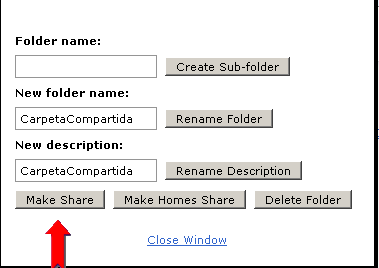 Folder name:
Create Sub-folder
New folder name:
CarpetaCompartida Rename Folder
New description:
CarpetaCompartida Rename Description
Make Share Make Homes Share Delete Folder
Close Window